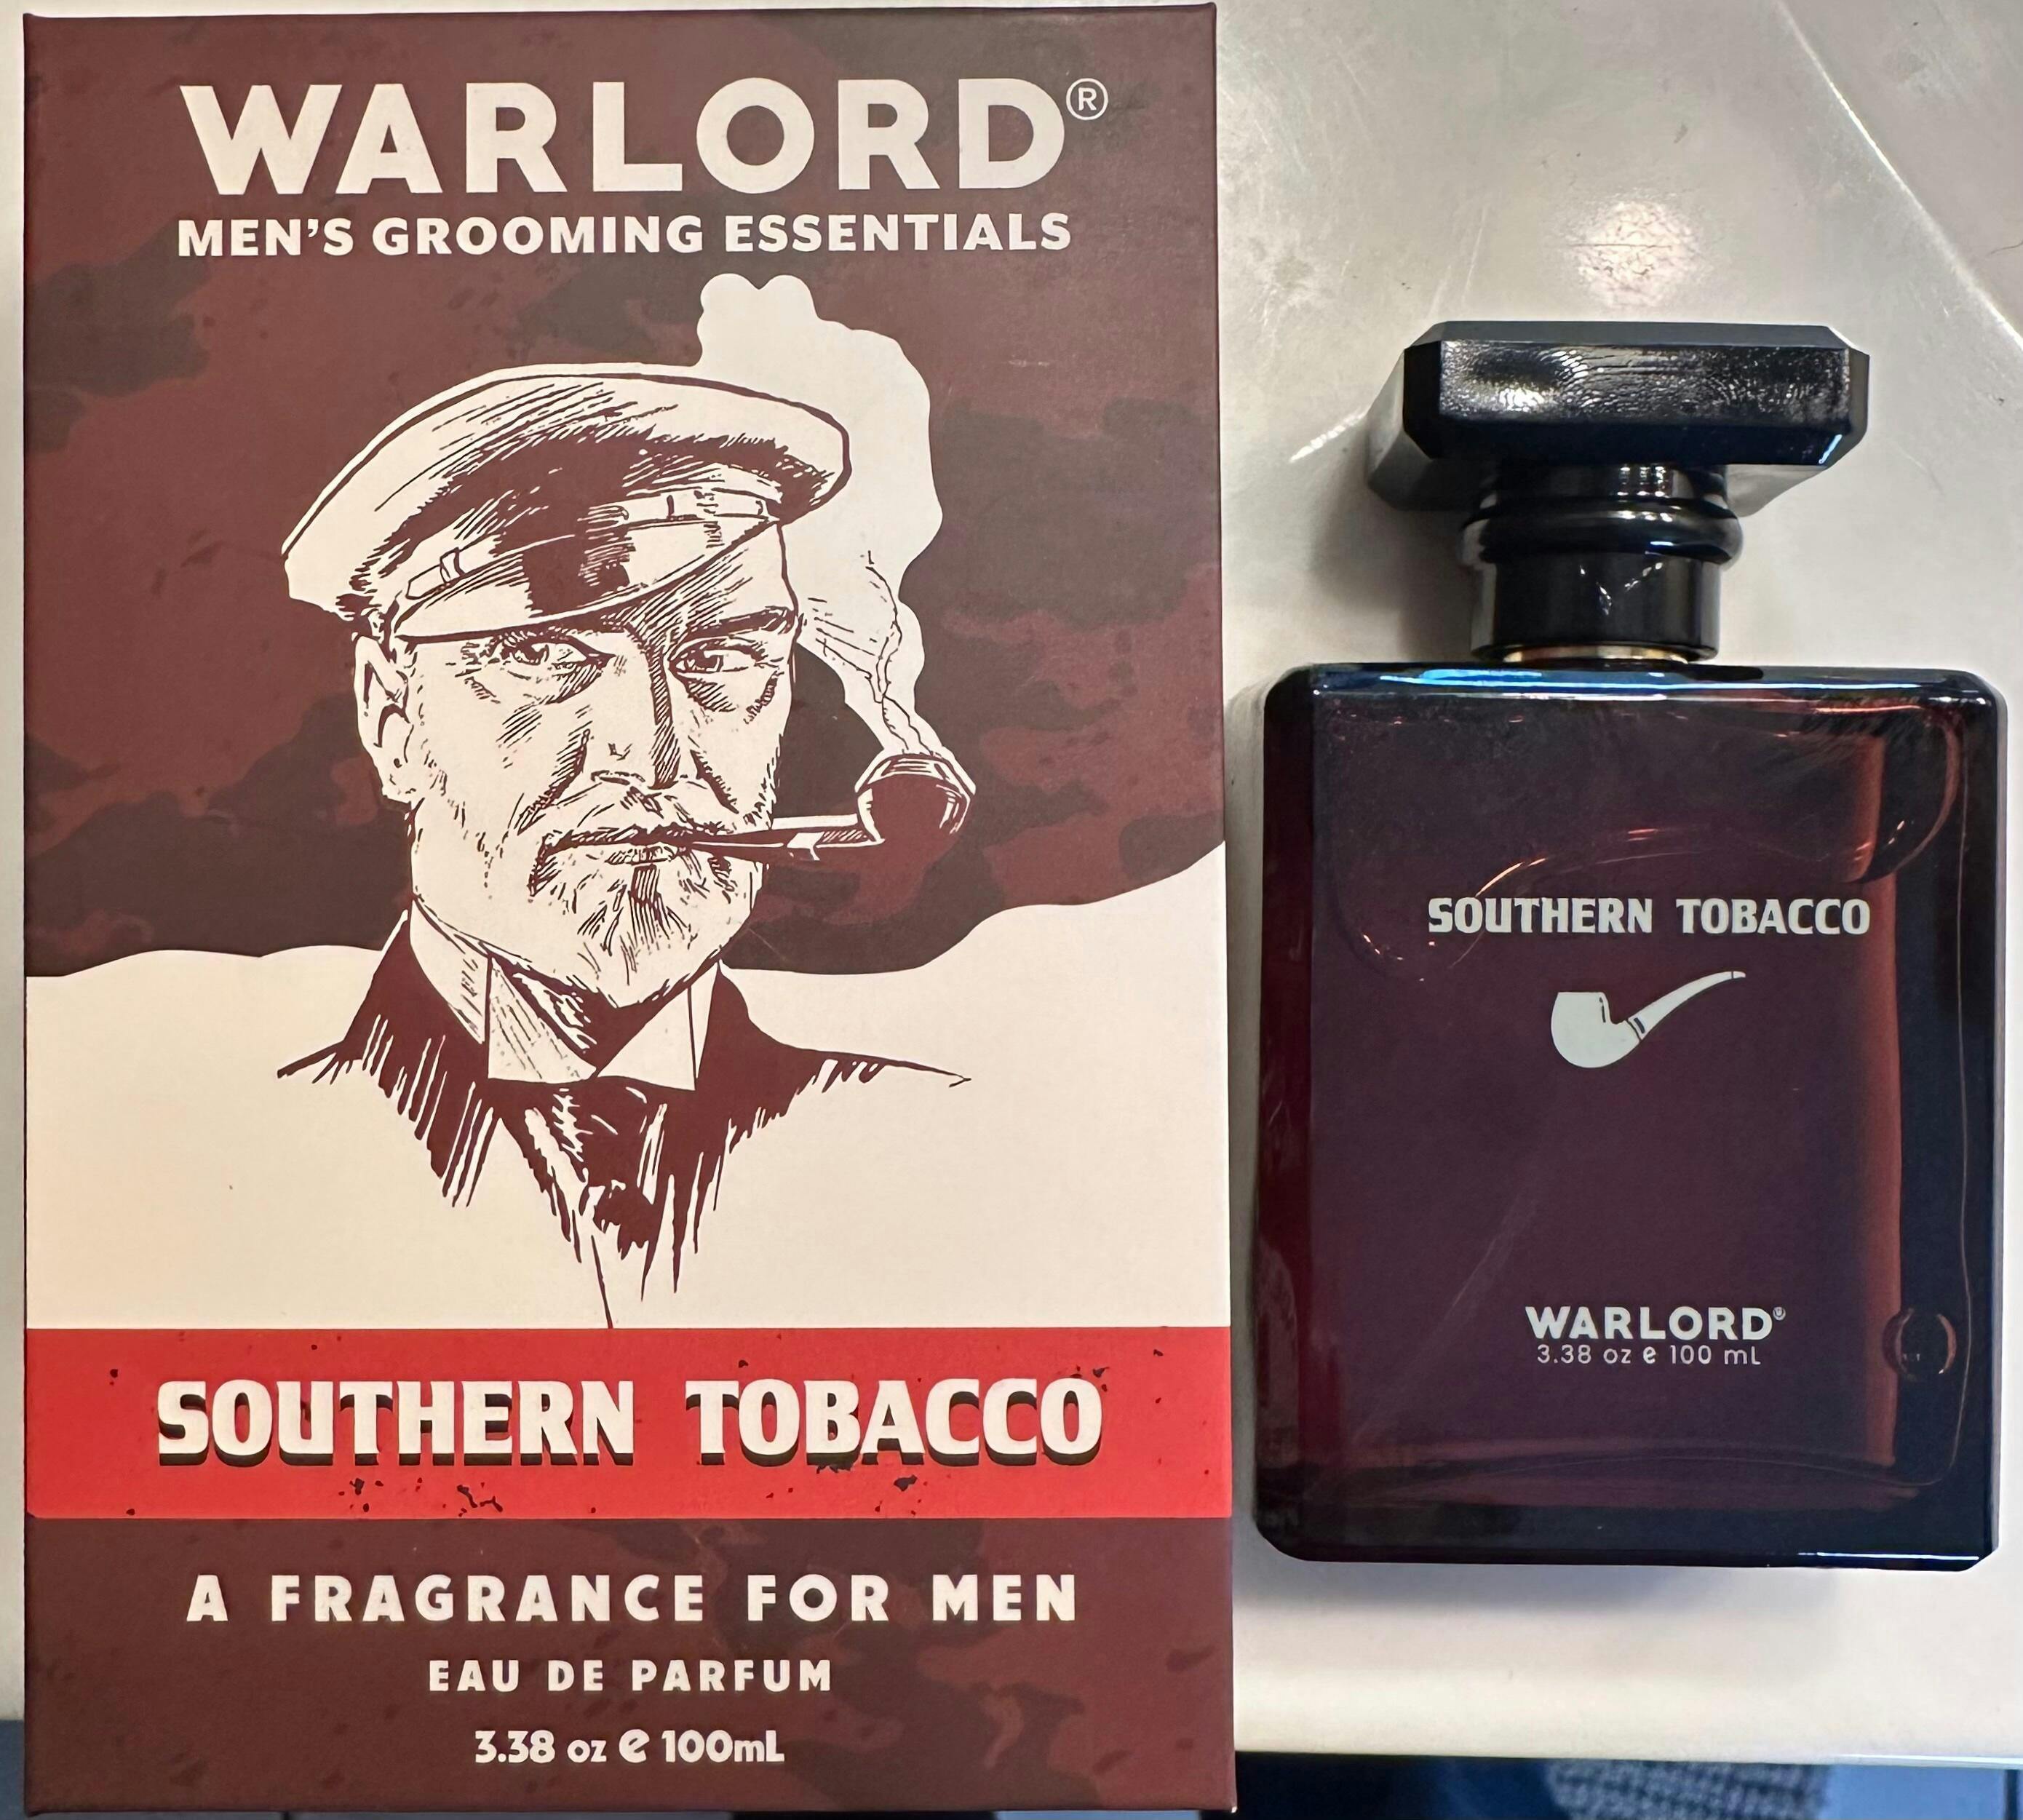 WARLORD®
MEN'S GROOMING ESSENTIALS
SOUTHERN TOBACCO
A FRAGRANCE FOR MEN
EAU DE PARFUM
3.38 oz ℮ 100mL
SOUTHERN TOBACCO
WARLORD®
3.38 oz ℮ 100 mL